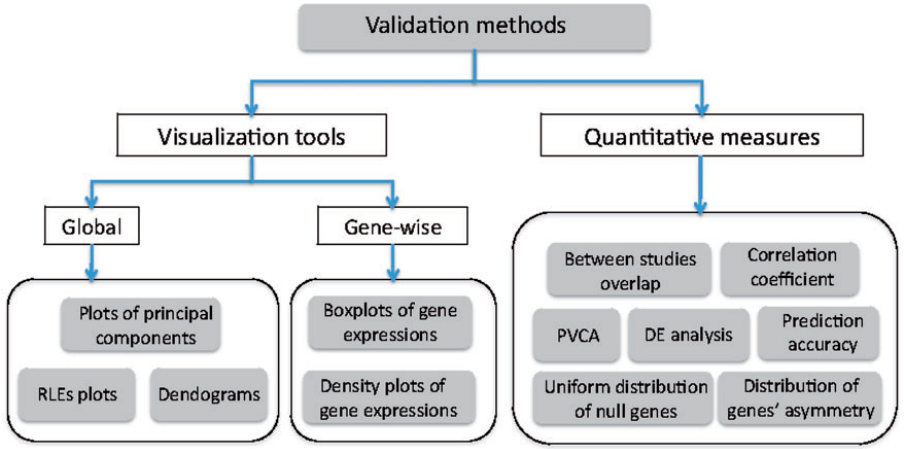 Validation methods
Visualization tools
Quantitative measures
Global
Gene-wise
Plots of principal
components
RLEs plots
Dendograms
Boxplots of gene
expressions
Density plots of
gene expressions
Between studies
overlap
Correlation
coefficient
PVCA
DE analysis
Prediction
accuracy
Uniform distribution
of null genes
Distribution of
genes' asymmetry